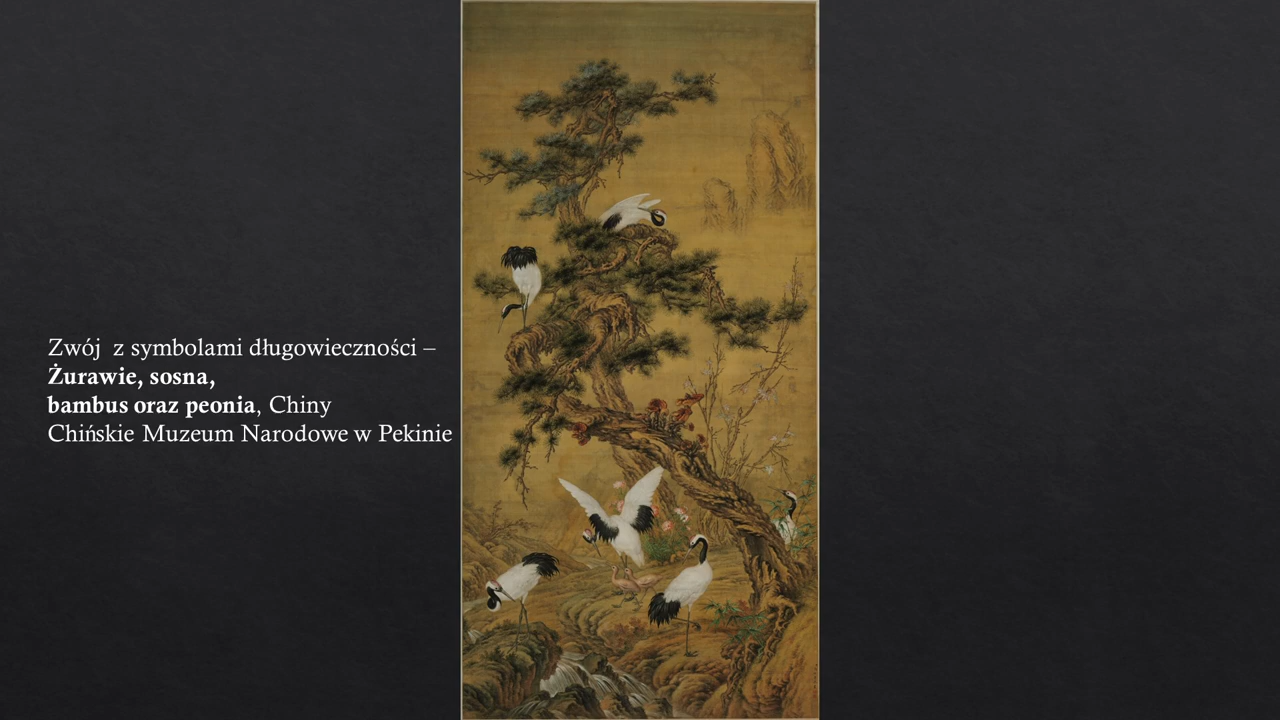 Zwój  z symbolami długowieczności –
Żurawie, sosna,
bambus oraz peonia, Chiny
Chińskie Muzeum Narodowe w Pekinie